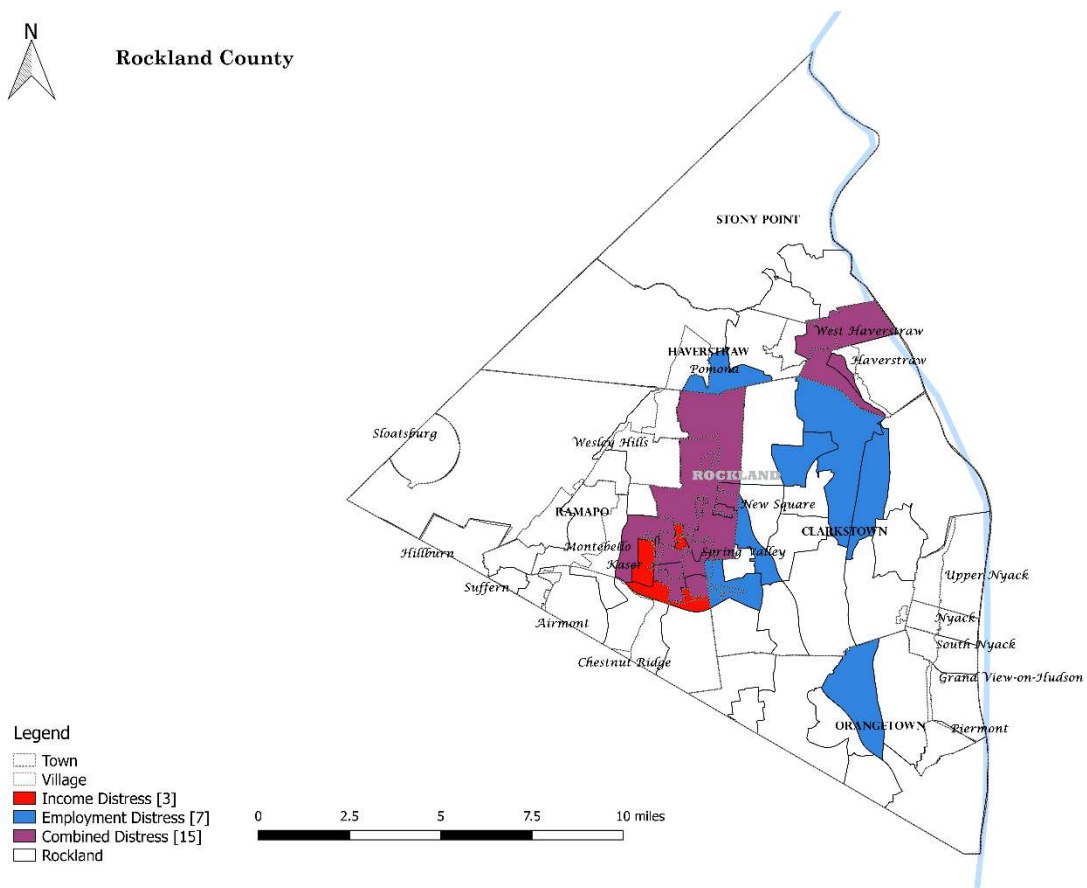 N
Rockland County
STONY POINT
West Haverstraw
HAVERSTRAW
Haverstraw
Pomona
Sloatsburg
Wesley Hills
ROCKLAND
New Square
RAMAPO
CLARKSTOWN
Montebello
Spring Valley
Hillburn
Kaser
Upper Nyack
Suffern
Airmont
Nyack
South Nyack
Chestnut Ridge
Grand View-on-Hudson
ORANGETOWN
Piermont
Legend
Town
Village
Income Distress [3]
Employment Distress [7]
Combined Distress [15]
Rockland
0 2.5 5 7.5 10 miles